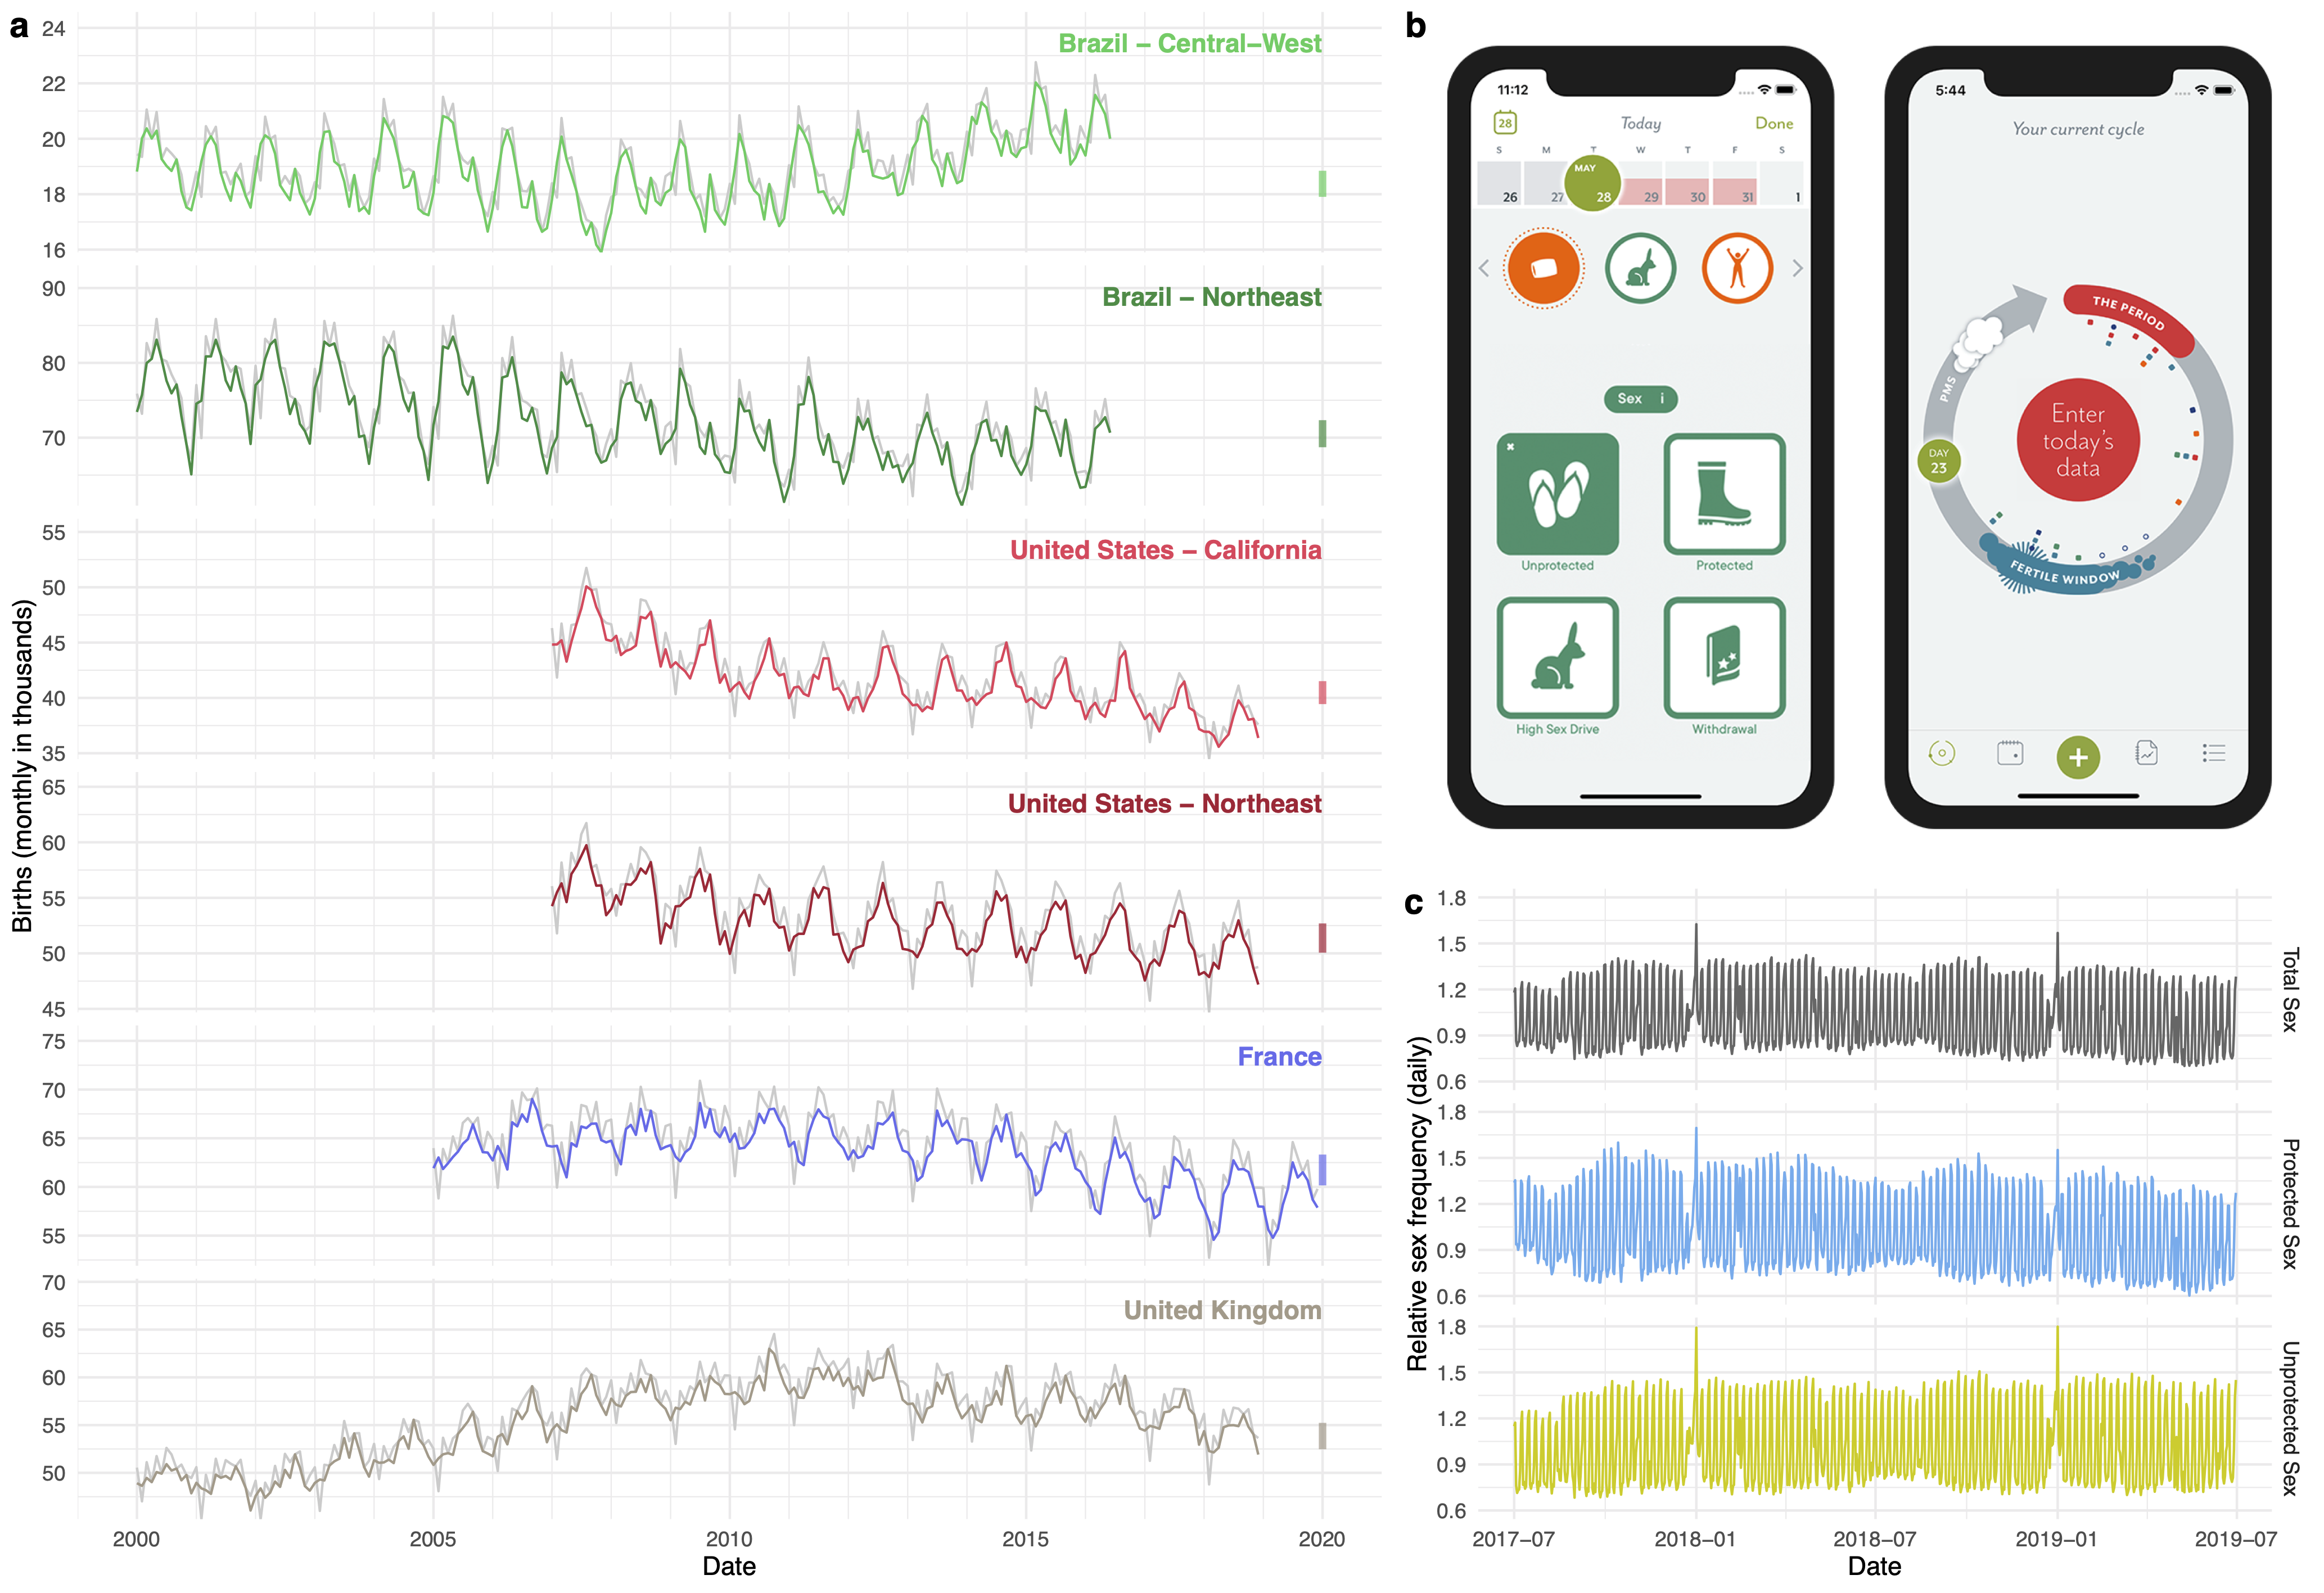 a
Births (monthly in thousands)
Brazil – Central–West
24
22
20
18
16
Brazil – Northeast
90
80
70
United States – California
55
50
45
40
35
United States – Northeast
65
60
55
50
45
France
75
70
65
60
55
United Kingdom
70
65
60
55
50
2000
2005
2010
2015
2020
Date
b
11:12
28
Today
Done
S M T W T F S
MAY
26 27 28 29 30 31 1
Sex i
Unprotected
Protected
High Sex Drive
Withdrawal
5:44
Your current cycle
THE PERIOD
PMS
DAY
23
Enter
today's
data
FERTILE WINDOW
c
Relative sex frequency (daily)
1.8
1.5
1.2
0.9
0.6
Total Sex
1.8
1.5
1.2
0.9
0.6
Protected Sex
1.8
1.5
1.2
0.9
0.6
Unprotected Sex
2017–07
2018–01
2018–07
2019–01
2019–07
Date